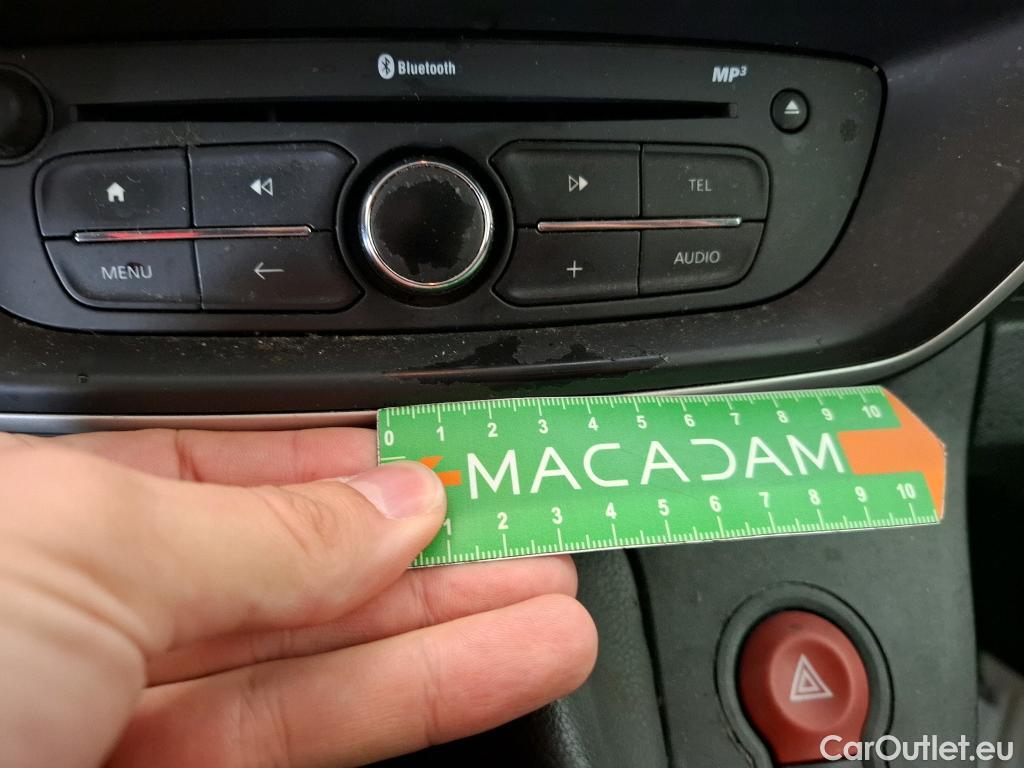 Bluetooth
MP3
TEL
MENU
+
AUDIO
0 1 2 3 4 5 6 7 8 9 10
MACADAM
1 2 3 4 5 6 7 8 9 10
CarOutlet.eu